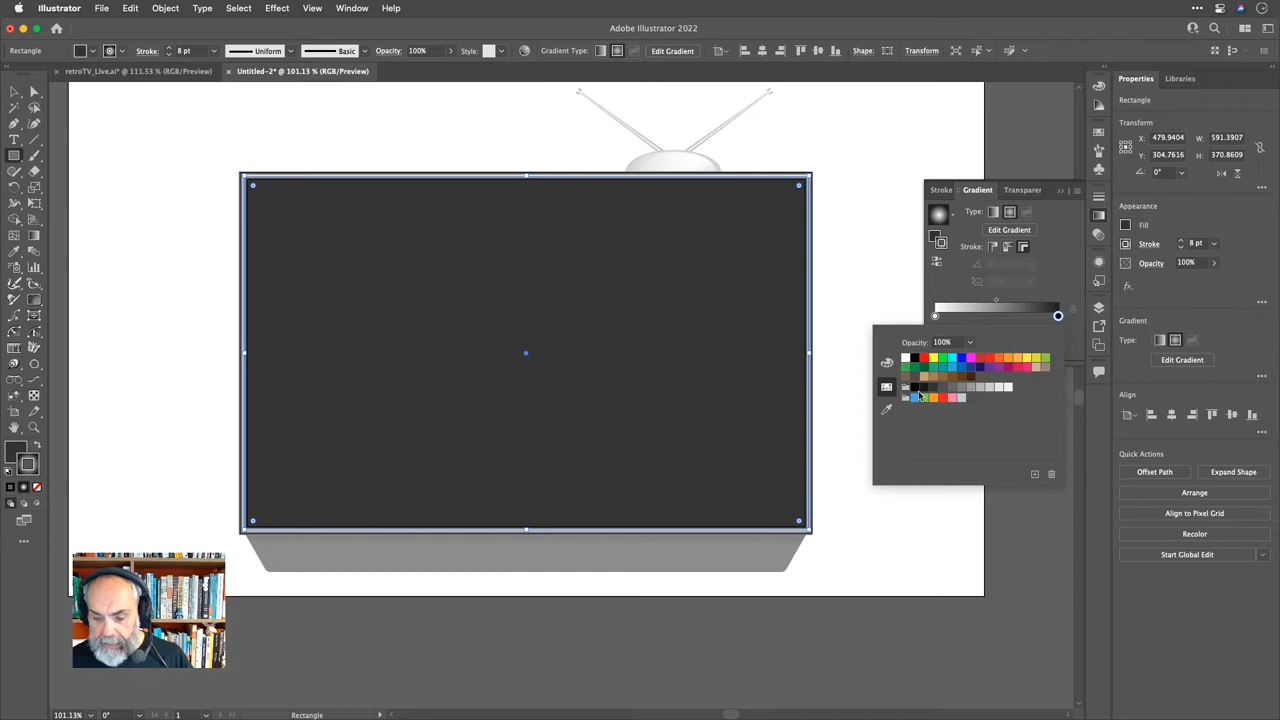 Illustrator File Edit Object Type Select Effect View Window Help
Adobe Illustrator 2022
Rectangle Stroke: 8 pt Uniform Basic Opacity: 100% Style: Gradient Type: Edit Gradient Shape: Transform
× retroTV_LIve.ai* @ 111.53 % (RGB/Preview) × Untitled-2* @ 101.13 % (RGB/Preview)
Properties Libraries
Rectangle
Transform
X: 479.9404 W: 591.3907
Y: 304.7616 H: 370.8609
0°
Stroke Gradient Transparer
Type:
Edit Gradient
Stroke:
Appearance
Fill
Stroke 8 pt
Opacity 100%
fx.
Gradient
Type:
Edit Gradient
Opacity: 100%
Align
Quick Actions
Offset Path Expand Shape
Arrange
Align to Pixel Grid
Recolor
Start Global Edit
101.13% 0° 1 Rectangle